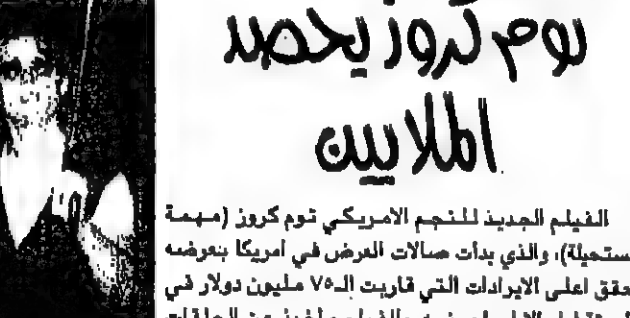 توم كروز يحصد
الملايين
الفيلم الجديد للنجم الامريكي توم كروز (مهمة
ستحيلة)، والذي بدأت صالات العرض في امريكا بعرضه
حقق اعلى الايرادات التي قاربت الـ٧٥ مليون دولار في